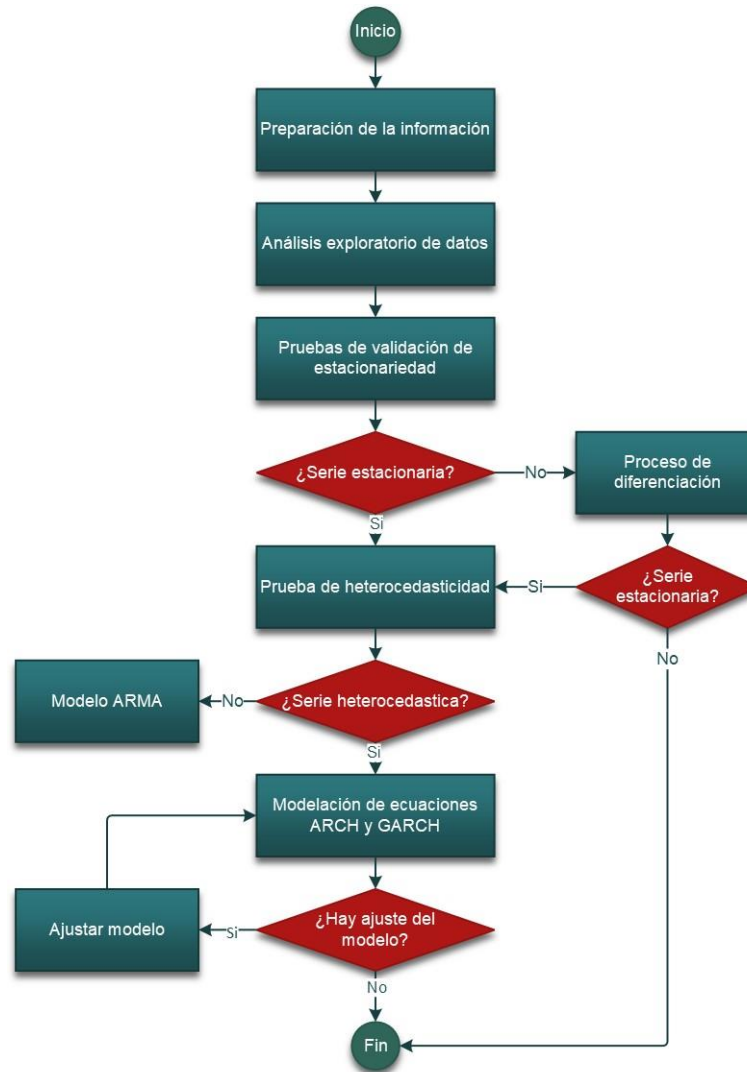 Inicio
Preparación de la información
Análisis exploratorio de datos
Pruebas de validación de
estacionariedad
¿Serie estacionaria?
No
Proceso de
diferenciación
Si
¿Serie
estacionaria?
Si
No
Prueba de heterocedasticidad
¿Serie heterocedastica?
No
Modelo ARMA
Si
Modelación de ecuaciones
ARCH y GARCH
¿Hay ajuste del
modelo?
Si
Ajustar modelo
No
Fin